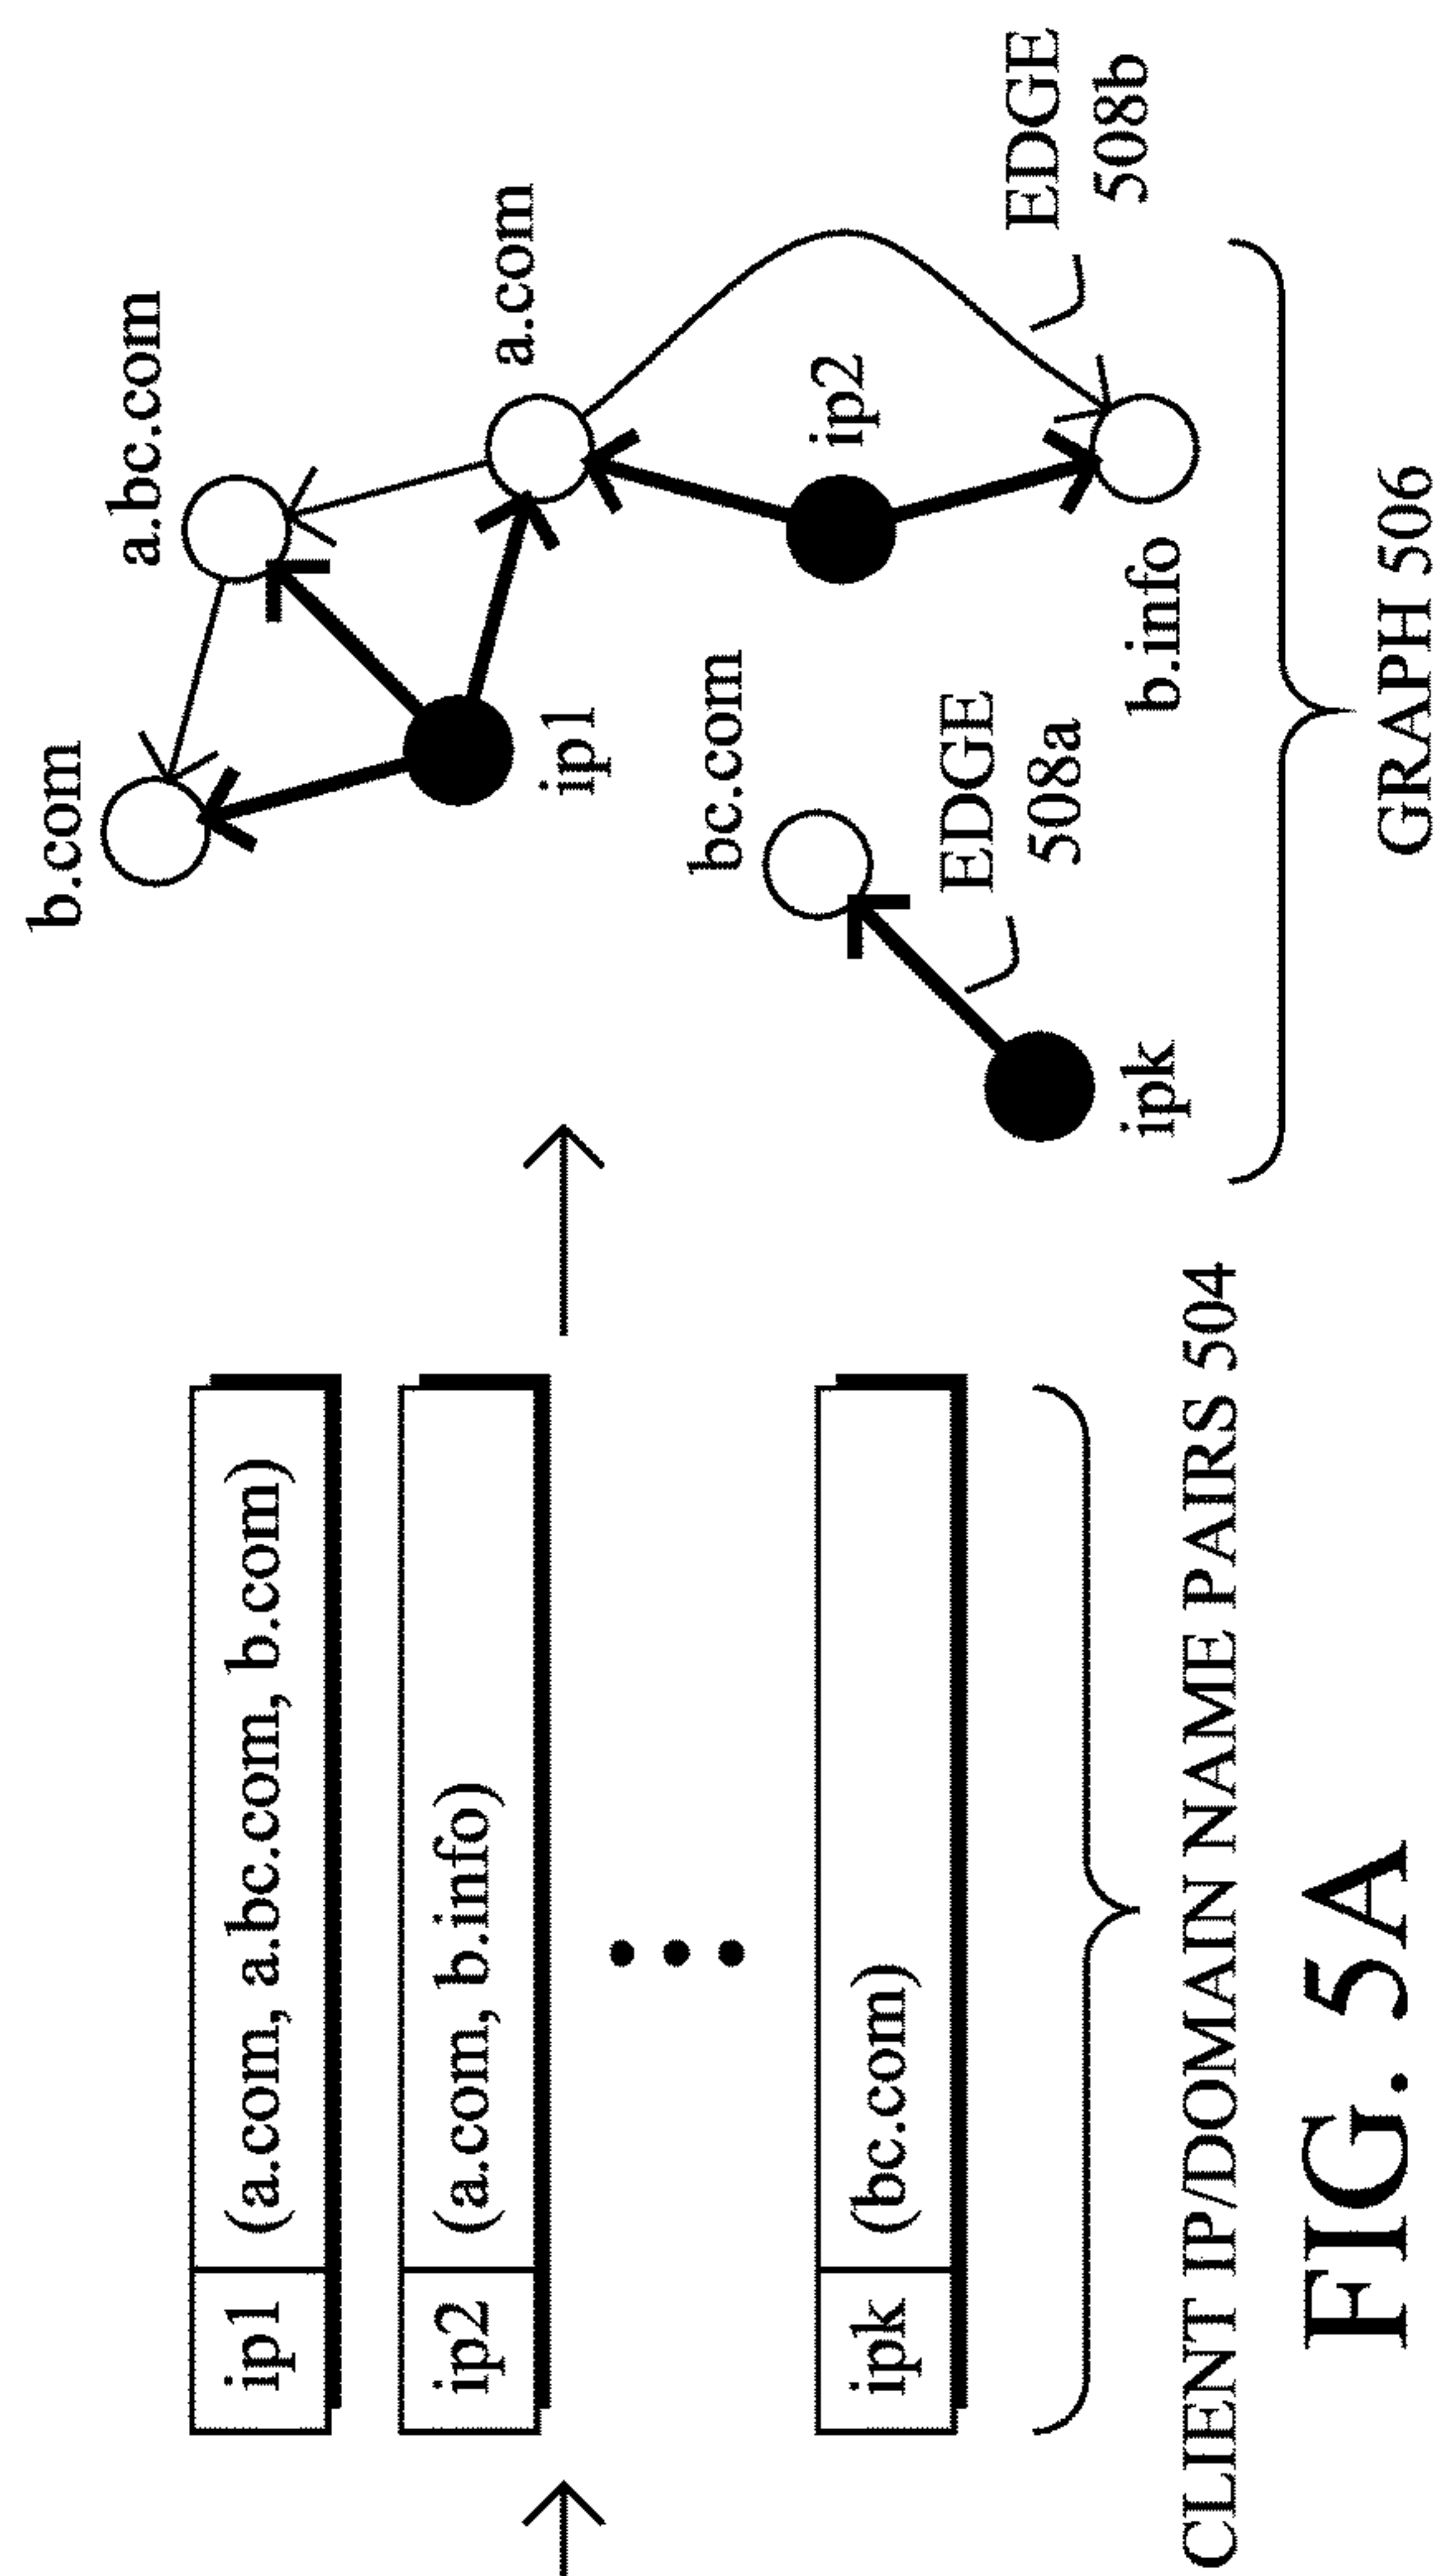 ip1 (a.com, a.bc.com, b.com)
ip2 (a.com, b.info)
ipk (bc.com)
CLIENT IP/DOMAIN NAME PAIRS 504
b.com
a.bc.com
a.com
ip1
ip2
bc.com
b.info
EDGE
508a
EDGE
508b
ipk
GRAPH 506
FIG. 5A